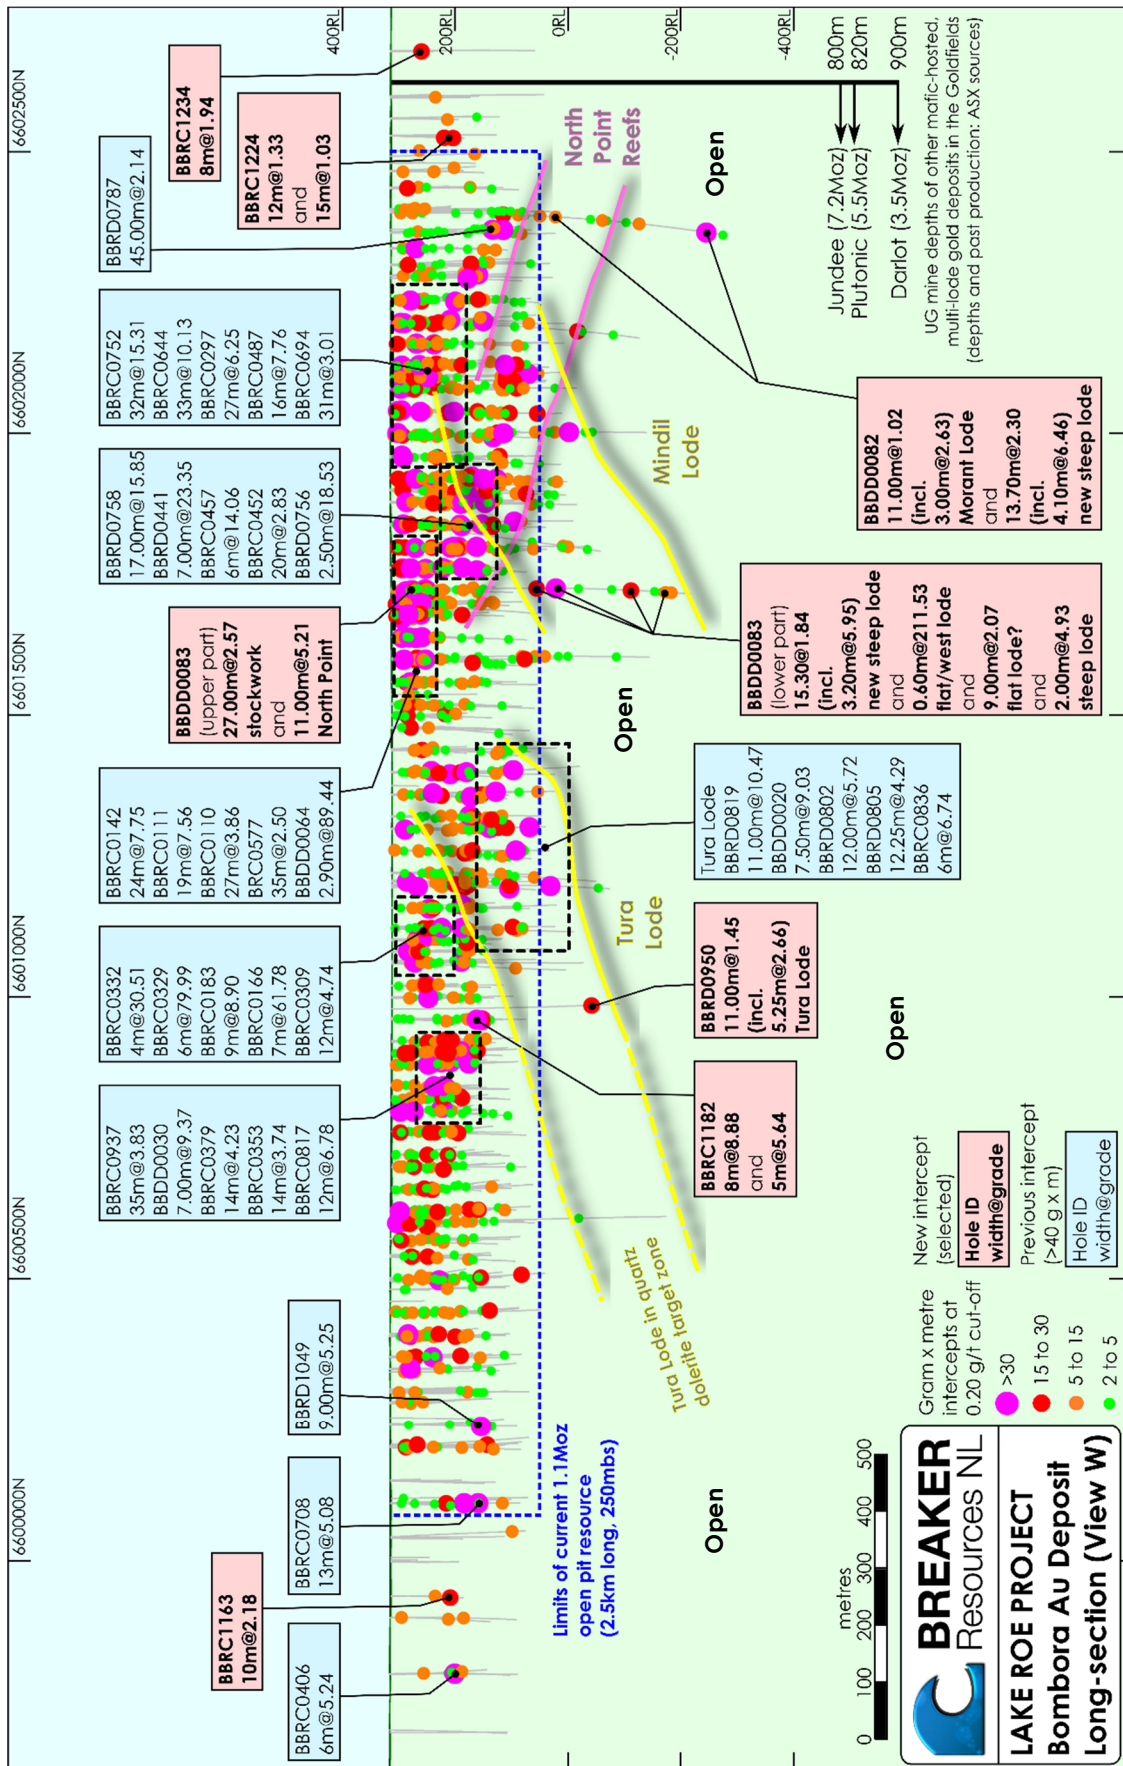 6600000N
6600500N
6601000N
6601500N
6602000N
6602500N
400RL
200RL
0RL
-200RL
-400RL
BBRC0406
6m@5.24
BBRC1163
10m@2.18
BBRC0708
13m@5.08
BBRD1049
9.00m@5.25
BBRC0937
35m@3.83
BBDD0030
7.00m@9.37
BBRC0379
14m@4.23
BBRC0353
14m@3.74
BBRC0817
12m@6.78
BBRC0332
4m@30.51
BBRC0329
6m@79.99
BBRC0183
9m@8.90
BBRC0166
7m@61.78
BBRC0309
12m@4.74
BBRC0142
24m@7.75
BBRC0111
19m@7.56
BBRC0110
27m@3.86
BRC0577
35m@2.50
BBDD0064
2.90m@89.44
BBDD0083
(upper part)
27.00m@2.57
stockwork
and
11.00m@5.21
North Point
BBRD0758
17.00m@15.85
BBRD0441
7.00m@23.35
BBRC0457
6m@14.06
BBRC0452
20m@2.83
BBRD0756
2.50m@18.53
BBRC0752
32m@15.31
BBRC0644
33m@10.13
BBRC0297
27m@6.25
BBRC0487
16m@7.76
BBRC0694
31m@3.01
BBRD0787
45.00m@2.14
BBRC1224
12m@1.33
and
15m@1.03
BBRC1234
8m@1.94
Limits of current 1.1Moz
open pit resource
(2.5km long, 250mbs)
Tura Lode in quartz
dolerite target zone
Tura
Lode
Mindil
Lode
North
Point
Reefs
Open
Open
Open
Open
BBRC1182
8m@8.88
and
5m@5.64
BBRD0950
11.00m@1.45
(incl.
5.25m@2.66)
Tura Lode
Tura Lode
BBRD0819
11.00m@10.47
BBDD0020
7.50m@9.03
BBRD0802
12.00m@5.72
BBRD0805
12.25m@4.29
BBRC0836
6m@6.74
BBDD0083
(lower part)
15.30@1.84
(incl.
3.20m@5.95)
new steep lode
and
0.60m@211.53
flat/west lode
and
9.00m@2.07
flat lode?
and
2.00m@4.93
steep lode
BBDD0082
11.00m@1.02
(incl.
3.00m@2.63)
Morant Lode
and
13.70m@2.30
(incl.
4.10m@6.46)
new steep lode
Jundee (7.2Moz) 800m
Plutonic (5.5Moz) 820m
Darlot (3.5Moz) 900m
UG mine depths of other mafic-hosted,
multi-lode gold deposits in the Goldfields
(depths and past production: ASX sources)
metres
0 100 200 300 400 500
BREAKER
Resources NL
LAKE ROE PROJECT
Bombora Au Deposit
Long-section (View W)
Gram x metre
intercepts at
0.20 g/t cut-off
>30
15 to 30
5 to 15
2 to 5
New intercept
(selected)
Hole ID
width@grade
Previous intercept
(>40 g x m)
Hole ID
width@grade